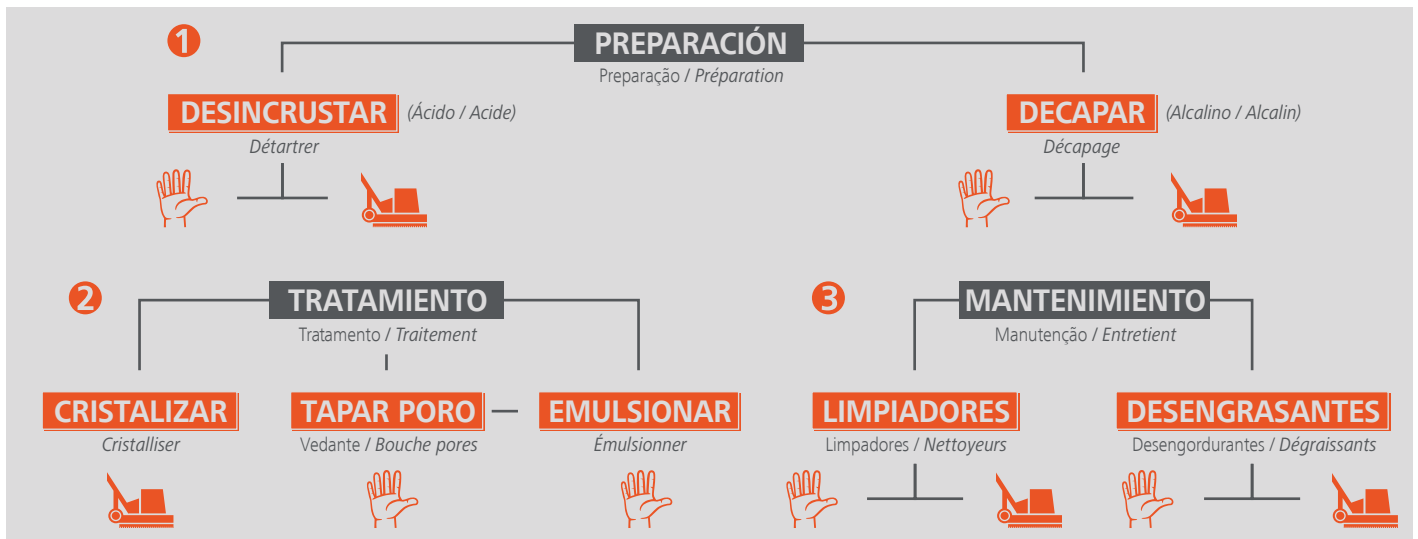 1
PREPARACIÓN
Preparação / Préparation
DESINCRUSTAR (Ácido / Acide)
Détartrer
DECAPAR (Alcalino / Alcalin)
Décapage
2
TRATAMIENTO
Tratamento / Traitement
CRISTALIZAR
Cristalliser
TAPAR PORO
Vedante / Bouche pores
EMULSIONAR
Émulsionner
3
MANTENIMIENTO
Manutenção / Entretient
LIMPIADORES
Limpadores / Nettoyeurs
DESENGRASANTES
Desengordurantes / Dégraissants